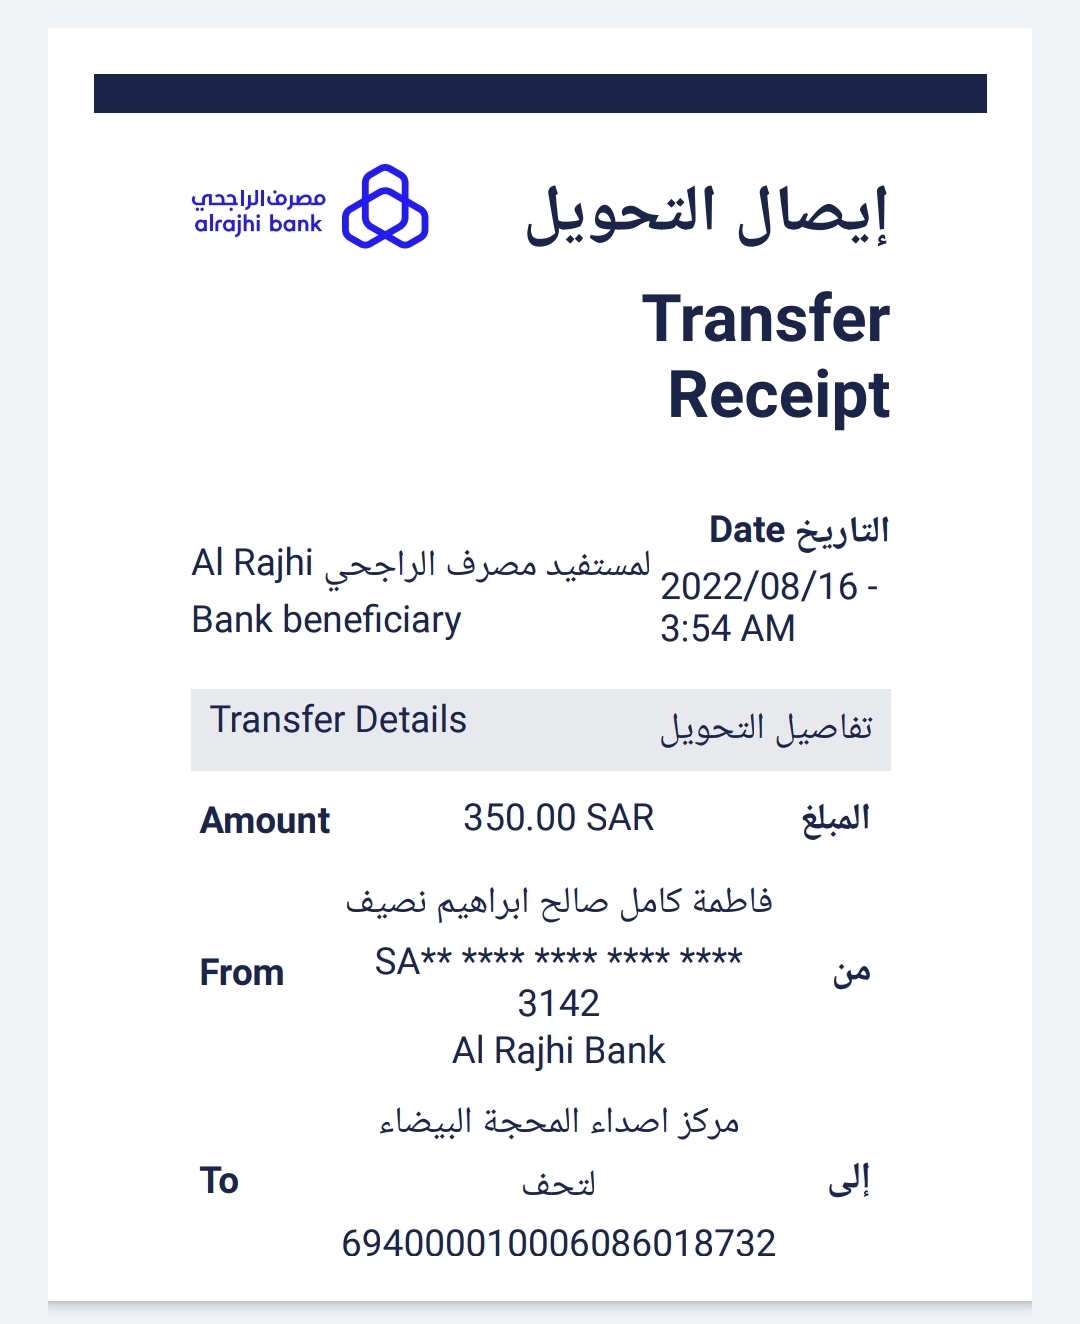 مصرف الراجحي
alrajhi bank
إيصال التحويل
Transfer
Receipt
التاريخ Date
2022/08/16 -
3:54 AM
لمستفيد مصرف الراجحي Al Rajhi
Bank beneficiary
Transfer Details تفاصيل التحويل
Amount 350.00 SAR المبلغ
فاطمة كامل صالح ابراهيم نصيف
From SA** **** **** **** **** من
3142
Al Rajhi Bank
مركز اصداء المحجة البيضاء
To لتحف إلى
694000010006086018732